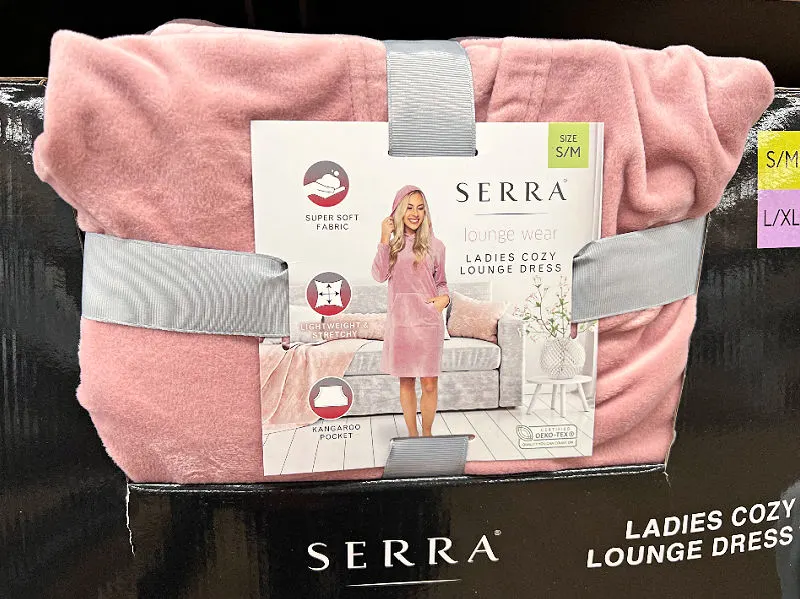 SIZE
S/M
SERRA
lounge wear
LADIES COZY
LOUNGE DRESS
SUPER SOFT
FABRIC
LIGHTWEIGHT &
STRETCHY
KANGAROO
POCKET
CERTIFIED
OEKO-TEX®
S/M
L/XL
SERRA
LADIES COZY
LOUNGE DRESS